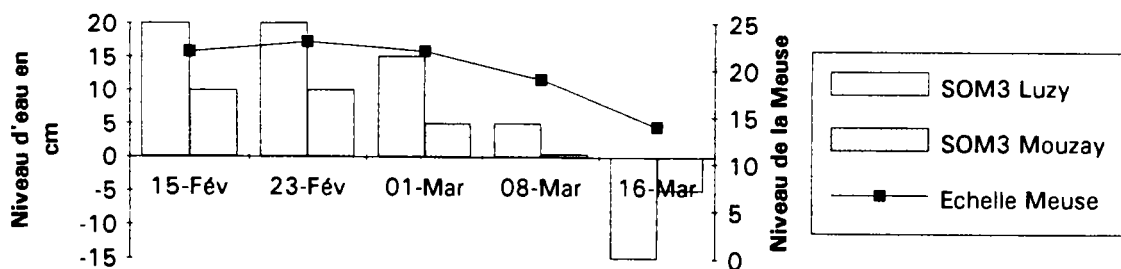 Niveau d'eau en
cm
20
15
10
5
0
-5
-10
-15
15-Fév
23-Fév
01-Mar
08-Mar
16-Mar
25
20
15
10
5
0
Niveau de la Meuse
SOM3 Luzy
SOM3 Mouzay
Echelle Meuse